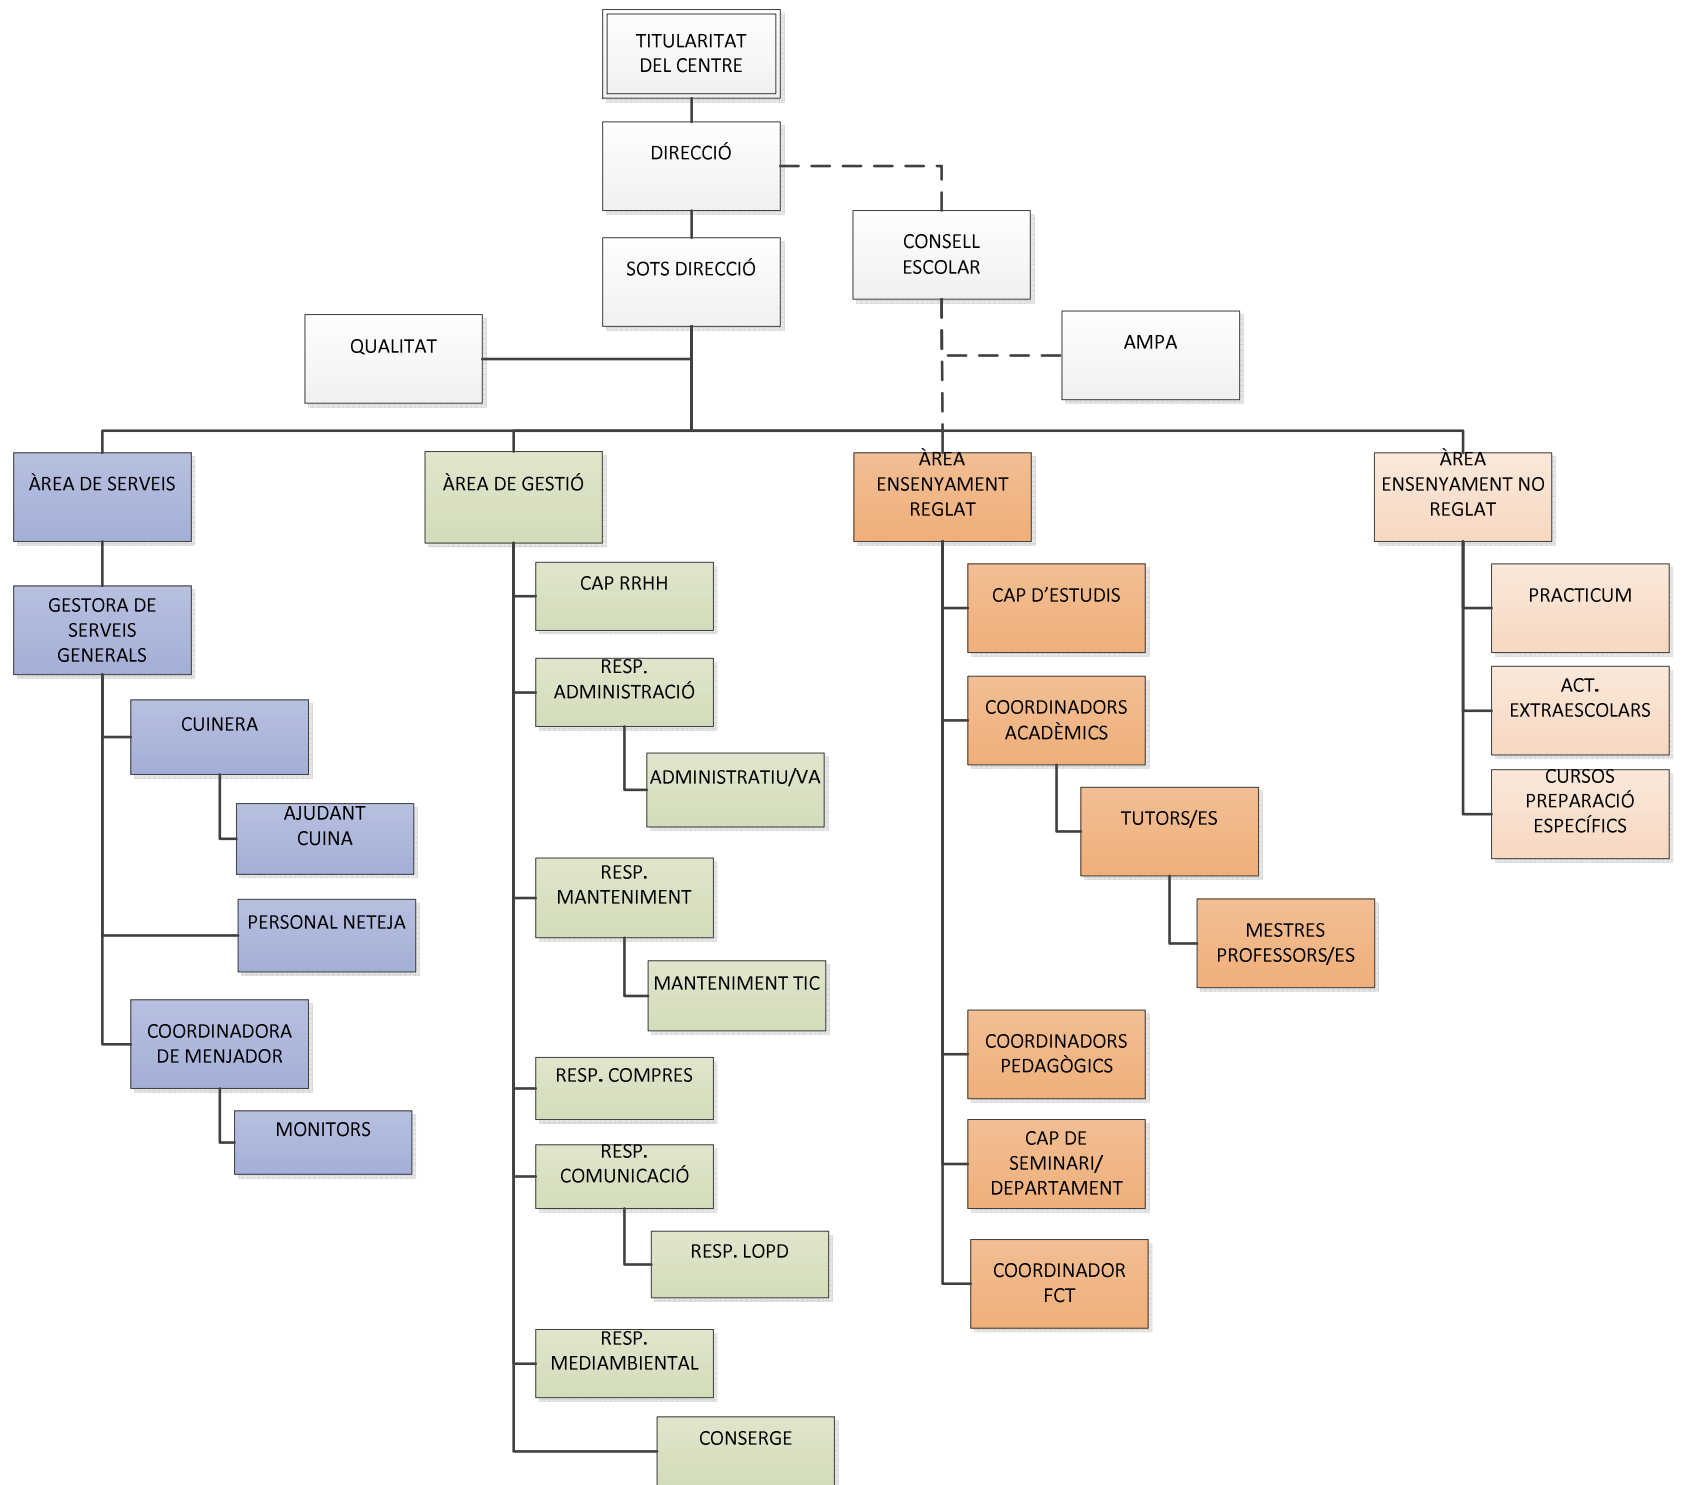 TITULARITAT
DEL CENTRE
DIRECCIÓ
CONSELL
ESCOLAR
SOTS DIRECCIÓ
QUALITAT
AMPA
ÀREA DE SERVEIS
GESTORA DE
SERVEIS
GENERALS
CUINERA
AJUDANT
CUINA
PERSONAL NETEJA
COORDINADORA
DE MENJADOR
MONITORS
ÀREA DE GESTIÓ
CAP RRHH
RESP.
ADMINISTRACIÓ
ADMINISTRATIU/VA
RESP.
MANTENIMENT
MANTENIMENT TIC
RESP. COMPRES
RESP.
COMUNICACIÓ
RESP. LOPD
RESP.
MEDIAMBIENTAL
CONSERGE
ÀREA
ENSENYAMENT
REGLAT
CAP D’ESTUDIS
COORDINADORS
ACADÈMICS
TUTORS/ES
MESTRES
PROFESSORS/ES
COORDINADORS
PEDAGÒGICS
CAP DE
SEMINARI/
DEPARTAMENT
COORDINADOR
FCT
ÀREA
ENSENYAMENT NO
REGLAT
PRACTICUM
ACT.
EXTRAESCOLARS
CURSOS
PREPARACIÓ
ESPECÍFICS